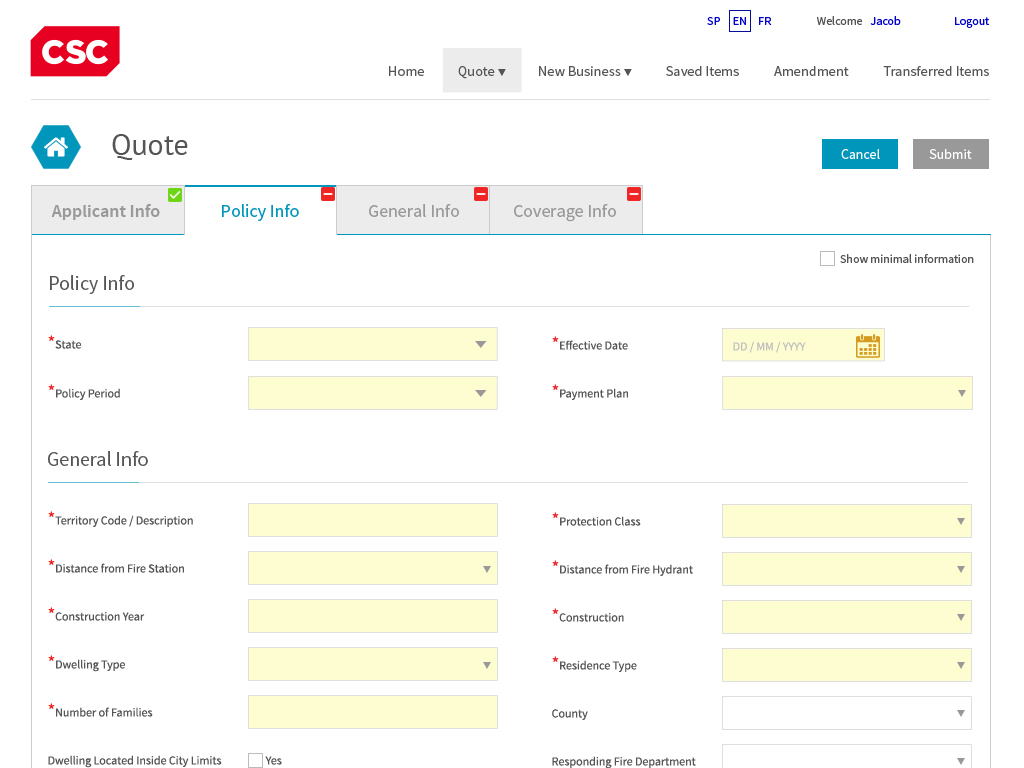 SP EN FR Welcome Jacob Logout
CSC
Home Quote ▾ New Business ▾ Saved Items Amendment Transferred Items
Quote
Cancel Submit
Applicant Info Policy Info General Info Coverage Info
Show minimal information
Policy Info
*State *Effective Date DD / MM / YYYY
*Policy Period *Payment Plan
General Info
*Territory Code / Description *Protection Class
*Distance from Fire Station *Distance from Fire Hydrant
*Construction Year *Construction
*Dwelling Type *Residence Type
*Number of Families County
Dwelling Located Inside City Limits Yes Responding Fire Department